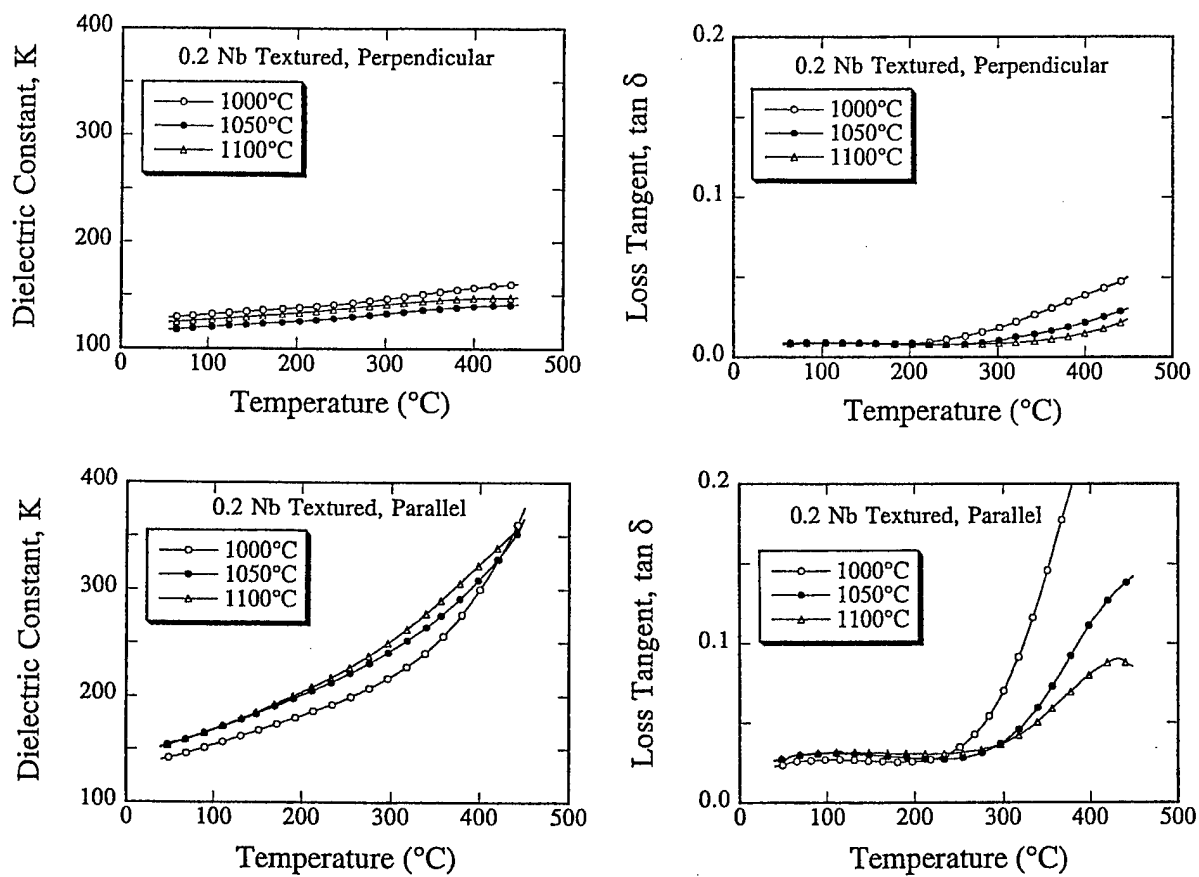 Dielectric Constant, K
400
300
200
100
0.2 Nb Textured, Perpendicular
1000°C
1050°C
1100°C
0 100 200 300 400 500
Temperature (°C)
Loss Tangent, tan δ
0.2
0.1
0.0
0.2 Nb Textured, Perpendicular
1000°C
1050°C
1100°C
0 100 200 300 400 500
Temperature (°C)
Dielectric Constant, K
400
300
200
100
0.2 Nb Textured, Parallel
1000°C
1050°C
1100°C
0 100 200 300 400 500
Temperature (°C)
Loss Tangent, tan δ
0.2
0.1
0.0
0.2 Nb Textured, Parallel
1000°C
1050°C
1100°C
0 100 200 300 400 500
Temperature (°C)